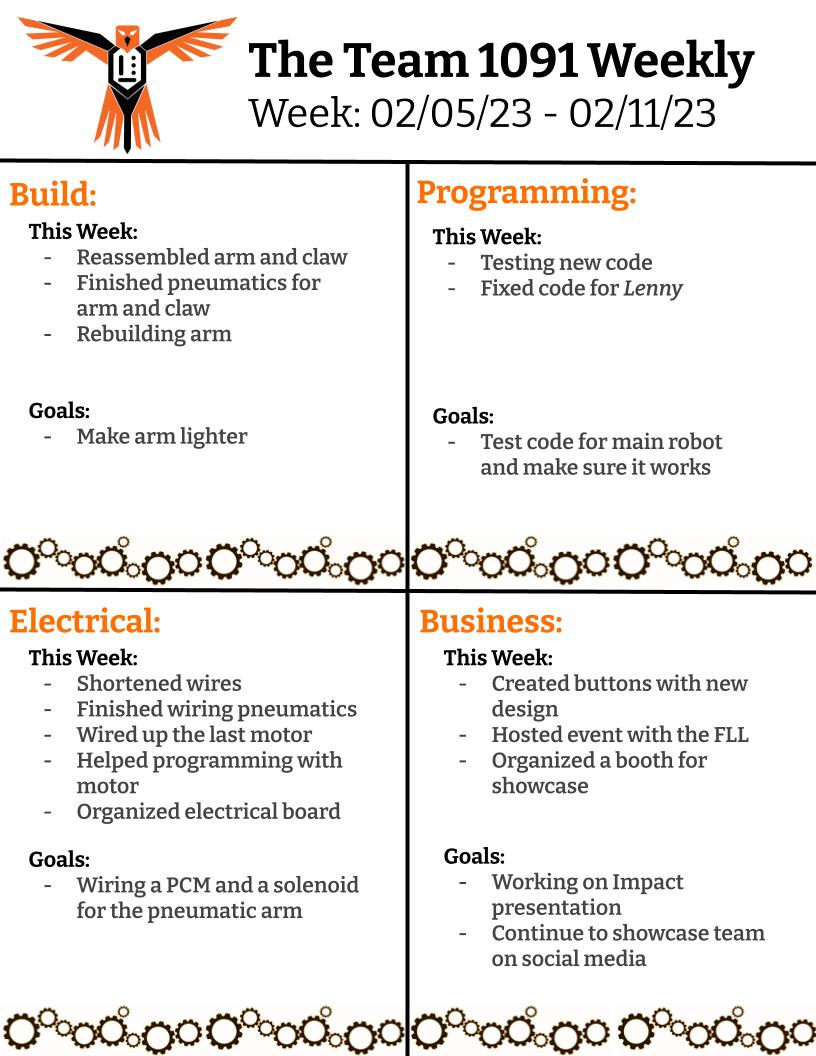 The Team 1091 Weekly
Week: 02/05/23 - 02/11/23
Build:
This Week:
- Reassembled arm and claw
- Finished pneumatics for
arm and claw
- Rebuilding arm
Goals:
- Make arm lighter
Programming:
This Week:
- Testing new code
- Fixed code for Lenny
Goals:
- Test code for main robot
and make sure it works
Electrical:
This Week:
- Shortened wires
- Finished wiring pneumatics
- Wired up the last motor
- Helped programming with
motor
- Organized electrical board
Goals:
- Wiring a PCM and a solenoid
for the pneumatic arm
Business:
This Week:
- Created buttons with new
design
- Hosted event with the FLL
- Organized a booth for
showcase
Goals:
- Working on Impact
presentation
- Continue to showcase team
on social media